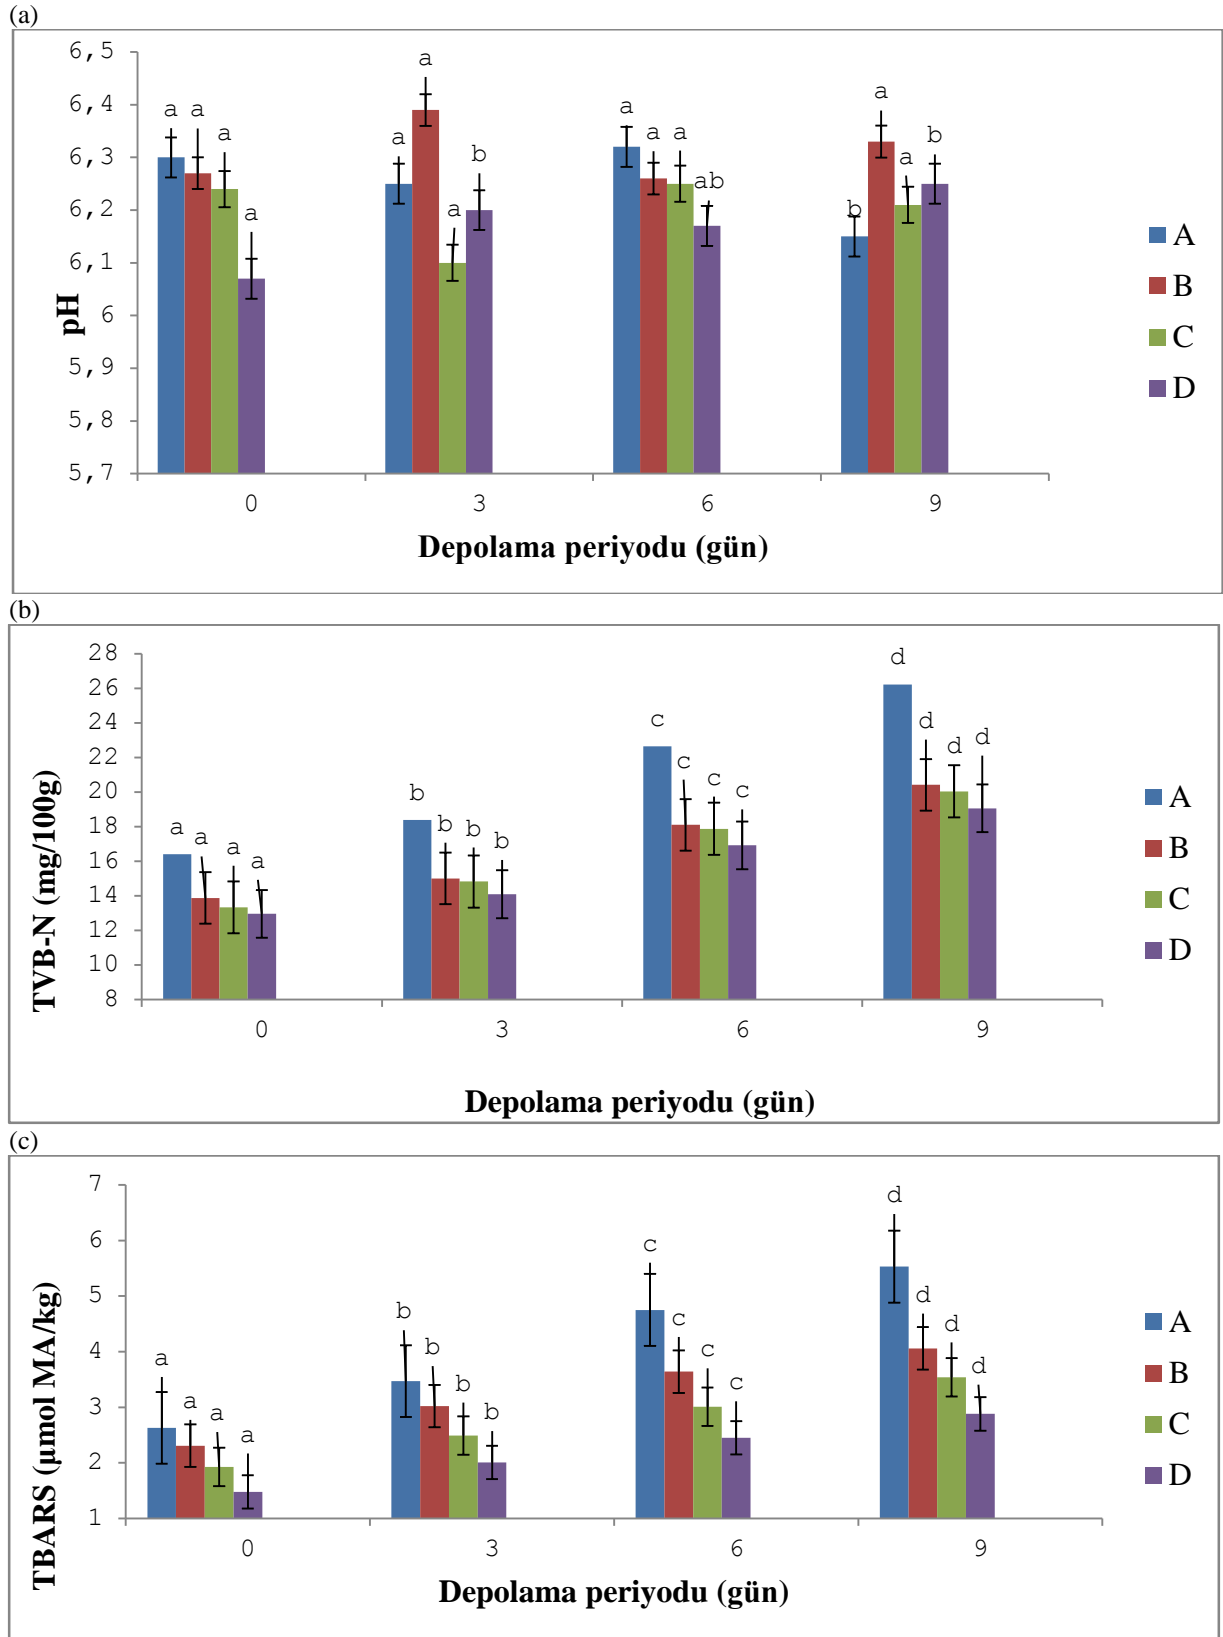 (a)
6,5
6,4
6,3
6,2
6,1
6
5,9
5,8
5,7
pH
a a a a
a a a b
a a a ab
b a a b
0 3 6 9
Depolama periyodu (gün)
A
B
C
D
(b)
28
26
24
22
20
18
16
14
12
10
8
TVB-N (mg/100g)
a a a a
b b b b
c c c c
d d d d
0 3 6 9
Depolama periyodu (gün)
A
B
C
D
(c)
7
6
5
4
3
2
1
TBARS (µmol MA/kg)
a a a a
b b b b
c c c c
d d d d
0 3 6 9
Depolama periyodu (gün)
A
B
C
D